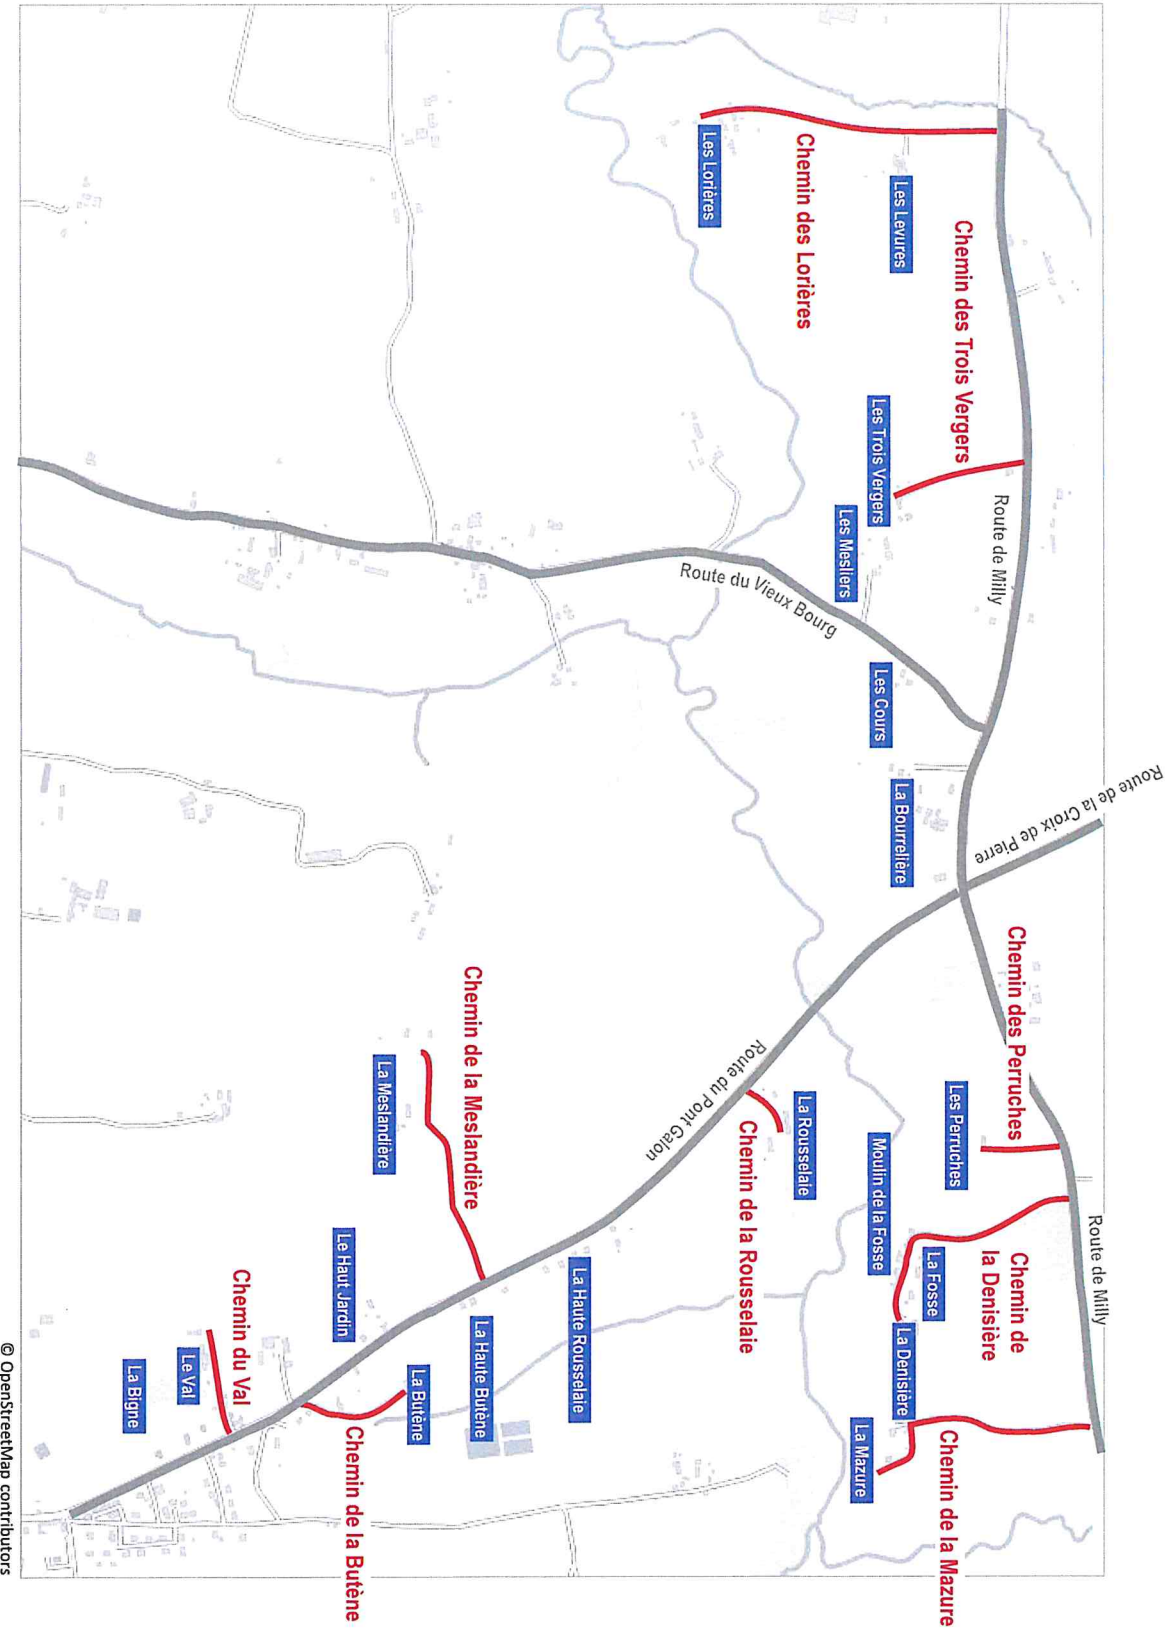 Chemin des Lorières
Les Lorières
Les Levures
Chemin des Trois Vergers
Les Trois Vergers
Route de Milly
Les Mesliers
Route du Vieux Bourg
Les Cours
La Bourrelière
Route de la Croix de Pierre
Chemin des Perruches
Les Perruches
Route de Milly
Chemin de
la Denisière
La Fosse
Moulin de la Fosse
La Denisière
Chemin de la Mazure
La Mazure
La Rousselaie
Chemin de la Rousselaie
Route du Pont Galon
La Haute Rousselaie
Chemin de la Meslandière
La Meslandière
La Haute Butène
La Butène
Chemin de la Butène
Le Haut Jardin
Chemin du Val
Le Val
La Bigne
© OpenStreetMap contributors